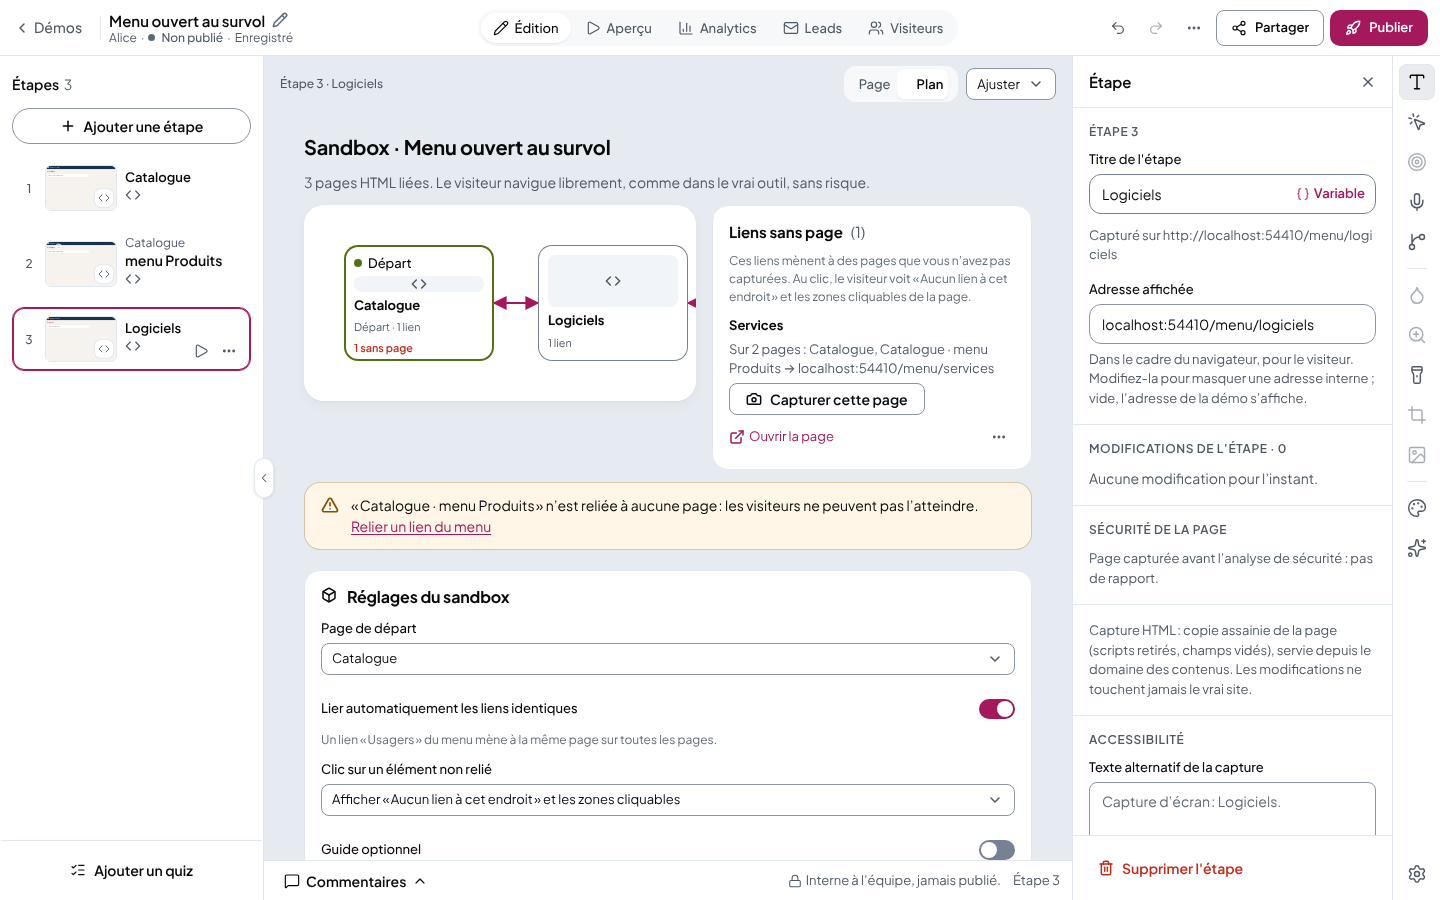 Démos
Menu ouvert au survol
Alice · Non publié · Enregistré
Édition
Aperçu
Analytics
Leads
Visiteurs
Partager
Publier
Étapes 3
Ajouter une étape
1
Catalogue
2
Catalogue
menu Produits
3
Logiciels
Ajouter un quiz
Étape 3 · Logiciels
Page
Plan
Ajuster
Sandbox · Menu ouvert au survol
3 pages HTML liées. Le visiteur navigue librement, comme dans le vrai outil, sans risque.
Départ
Catalogue
Départ · 1 lien
1 sans page
Logiciels
1 lien
Liens sans page (1)
Ces liens mènent à des pages que vous n’avez pas
capturées. Au clic, le visiteur voit « Aucun lien à cet
endroit » et les zones cliquables de la page.
Services
Sur 2 pages : Catalogue, Catalogue · menu
Produits → localhost:54410/menu/services
Capturer cette page
Ouvrir la page
« Catalogue · menu Produits » n’est reliée à aucune page : les visiteurs ne peuvent pas l’atteindre.
Relier un lien du menu
Réglages du sandbox
Page de départ
Catalogue
Lier automatiquement les liens identiques
Un lien « Usagers » du menu mène à la même page sur toutes les pages.
Clic sur un élément non relié
Afficher « Aucun lien à cet endroit » et les zones cliquables
Guide optionnel
Commentaires
Interne à l’équipe, jamais publié.
Étape 3
Étape
ÉTAPE 3
Titre de l’étape
Logiciels
{ } Variable
Capturé sur http://localhost:54410/menu/logi
ciels
Adresse affichée
localhost:54410/menu/logiciels
Dans le cadre du navigateur, pour le visiteur.
Modifiez-la pour masquer une adresse interne ;
vide, l’adresse de la démo s’affiche.
MODIFICATIONS DE L’ÉTAPE · 0
Aucune modification pour l’instant.
SÉCURITÉ DE LA PAGE
Page capturée avant l’analyse de sécurité : pas
de rapport.
Capture HTML : copie assainie de la page
(scripts retirés, champs vidés), servie depuis le
domaine des contenus. Les modifications ne
touchent jamais le vrai site.
ACCESSIBILITÉ
Texte alternatif de la capture
Capture d’écran : Logiciels.
Supprimer l’étape